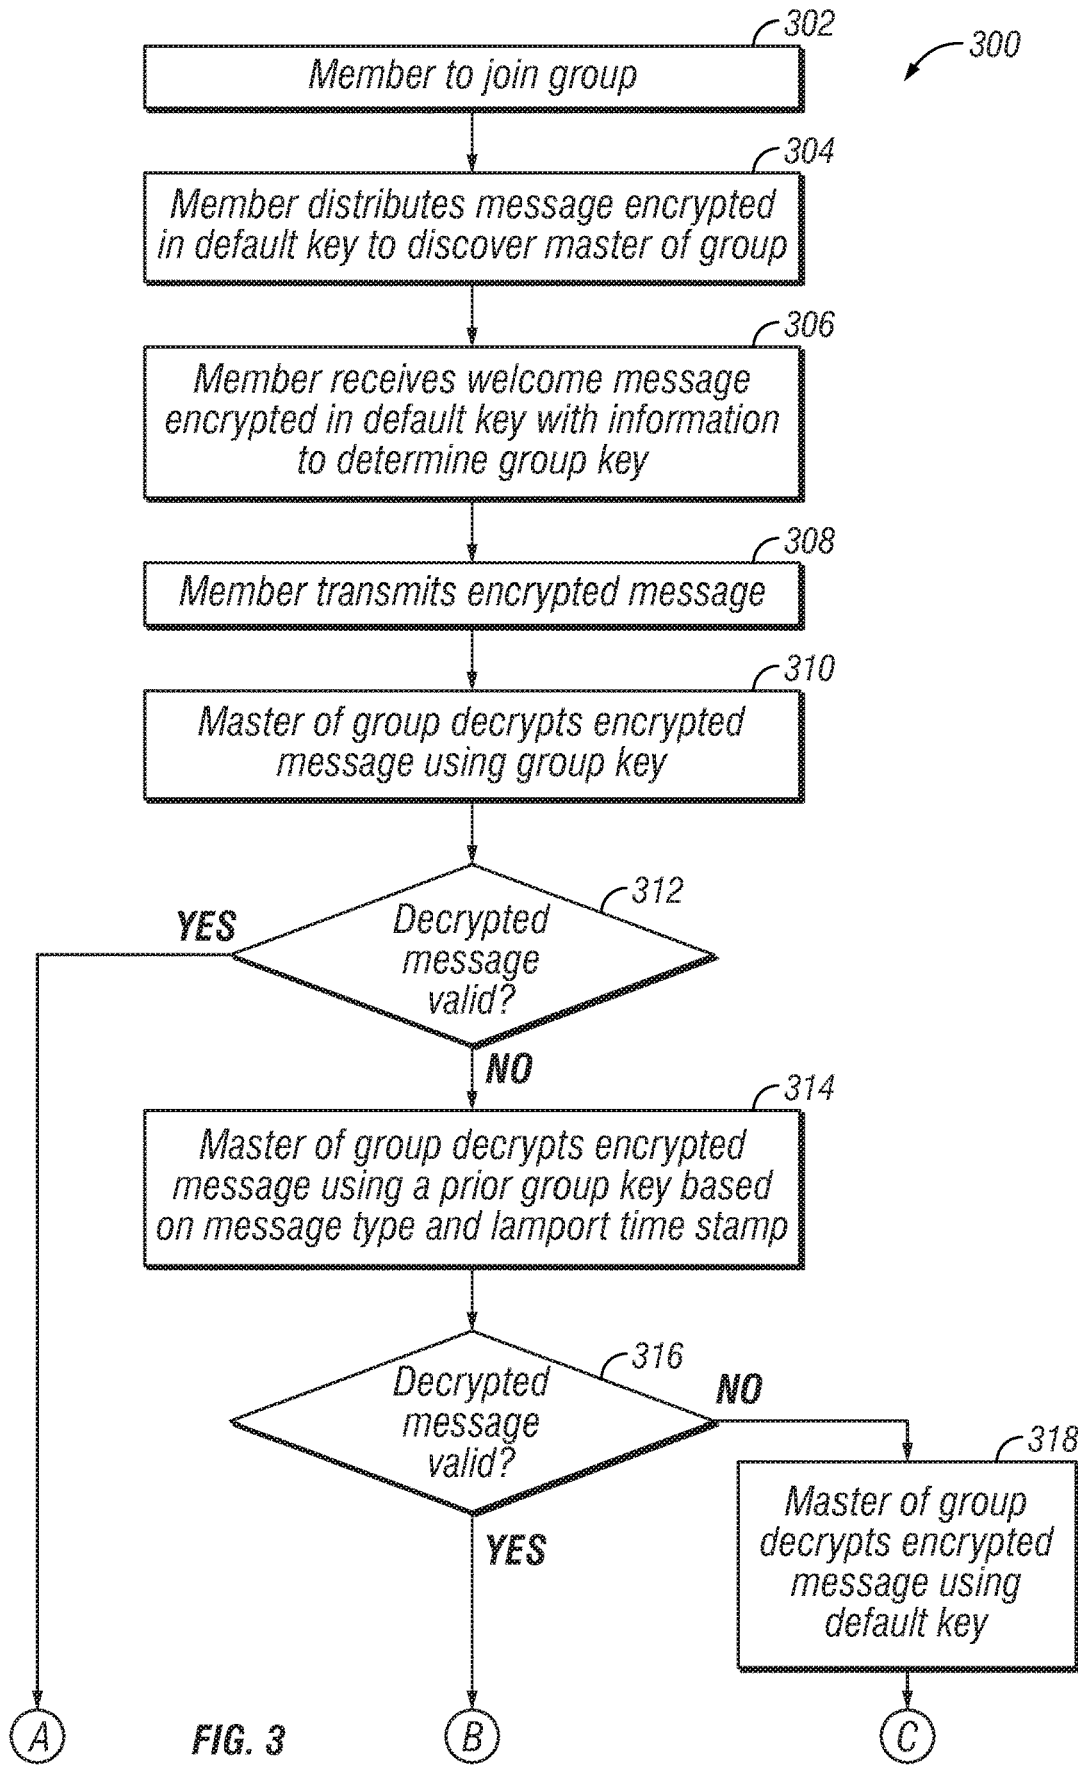 302
300
Member to join group
304
Member distributes message encrypted
in default key to discover master of group
306
Member receives welcome message
encrypted in default key with information
to determine group key
308
Member transmits encrypted message
310
Master of group decrypts encrypted
message using group key
312
YES
Decrypted
message
valid?
NO
314
Master of group decrypts encrypted
message using a prior group key based
on message type and lamport time stamp
316
Decrypted
message
valid?
NO
318
Master of group
decrypts encrypted
message using
default key
YES
A
FIG. 3
B
C